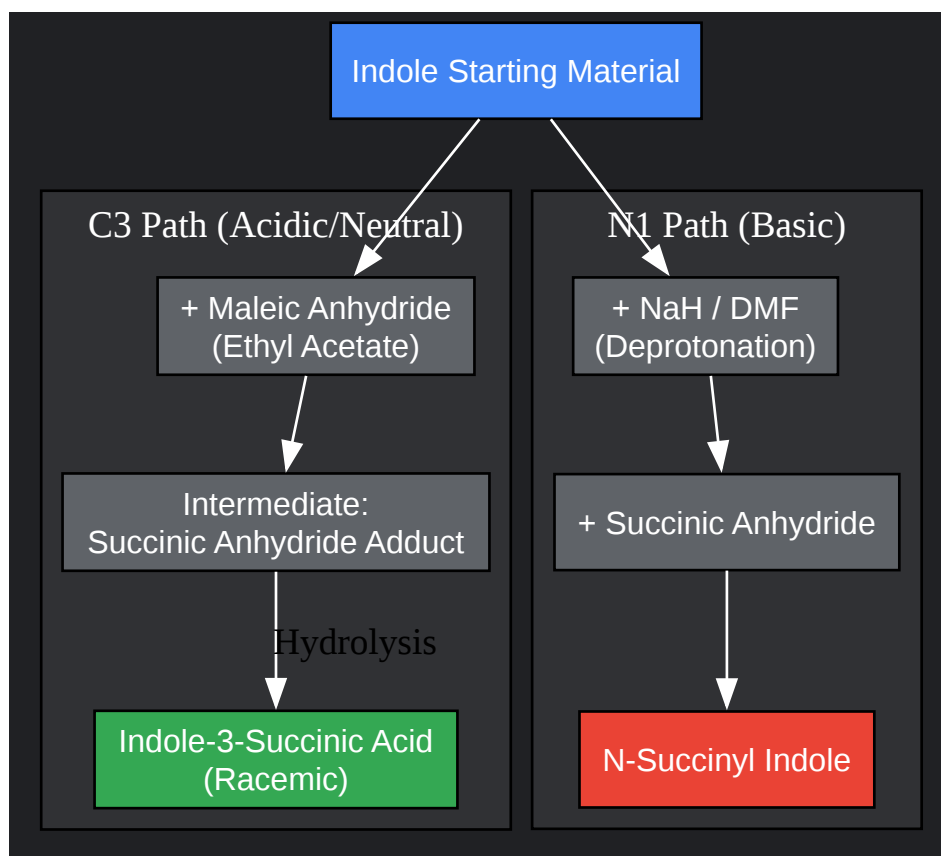 Indole Starting Material
C3 Path (Acidic/Neutral)
+ Maleic Anhydride
(Ethyl Acetate)
Intermediate:
Succinic Anhydride Adduct
Hydrolysis
Indole-3-Succinic Acid
(Racemic)
N1 Path (Basic)
+ NaH / DMF
(Deprotonation)
+ Succinic Anhydride
N-Succinyl Indole